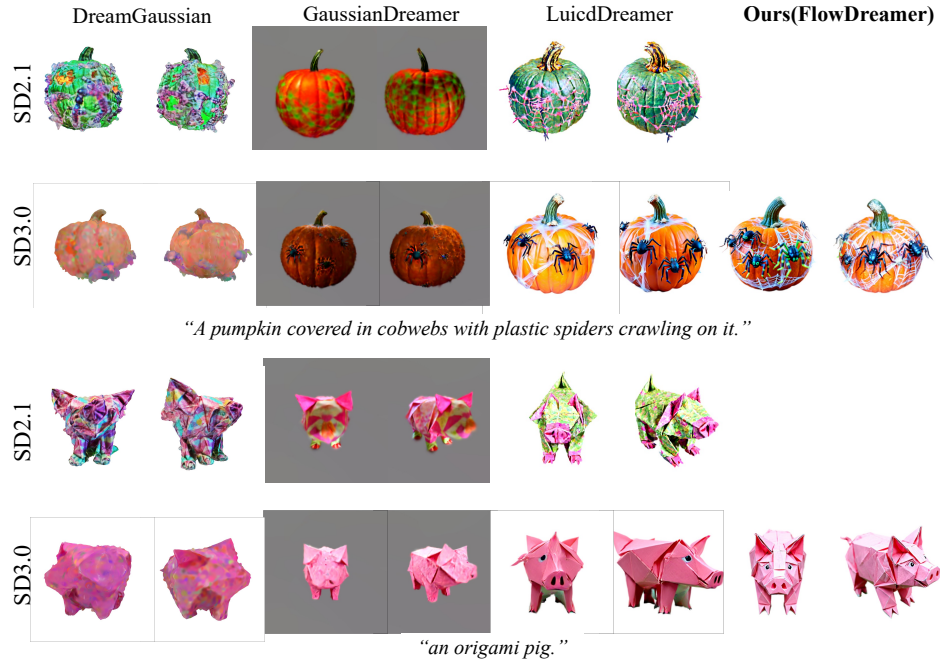 DreamGaussian GaussianDreamer LuicdDreamer Ours(FlowDreamer)
SD2.1
SD3.0
“A pumpkin covered in cobwebs with plastic spiders crawling on it.”
SD2.1
SD3.0
“an origami pig.”